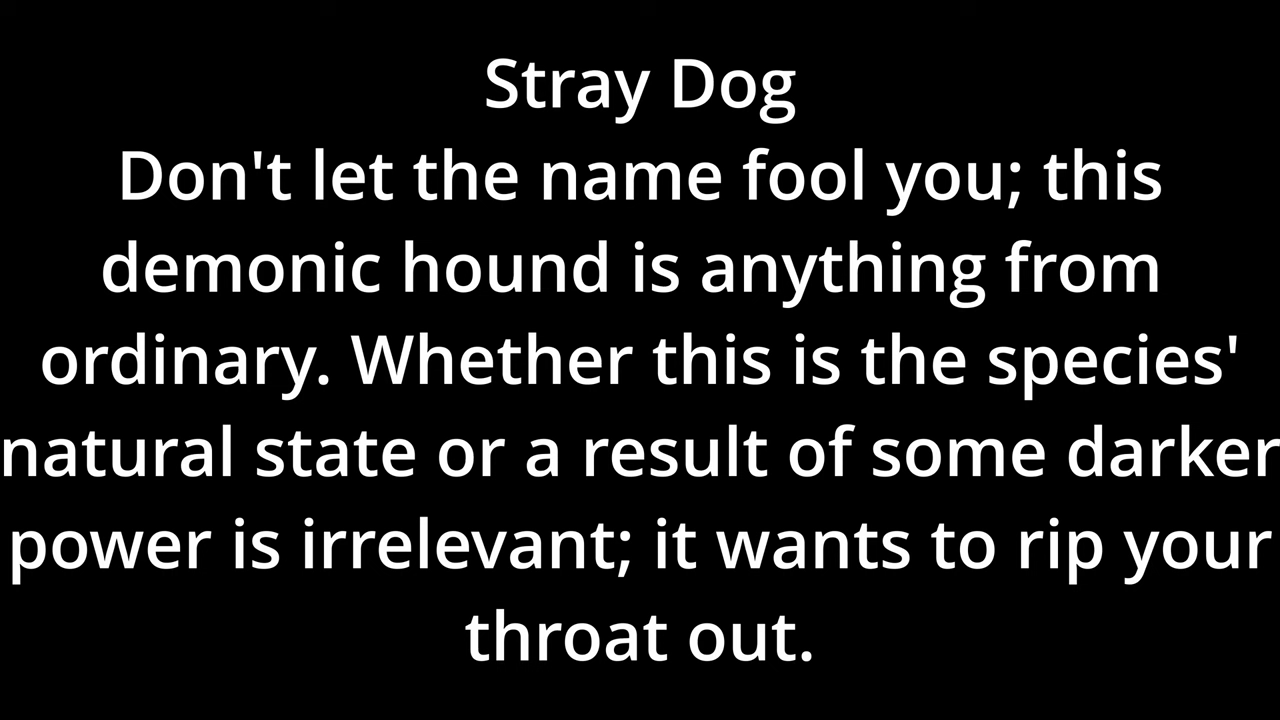 Stray Dog
Don't let the name fool you; this
demonic hound is anything from
ordinary. Whether this is the species'
natural state or a result of some darker
power is irrelevant; it wants to rip your
throat out.